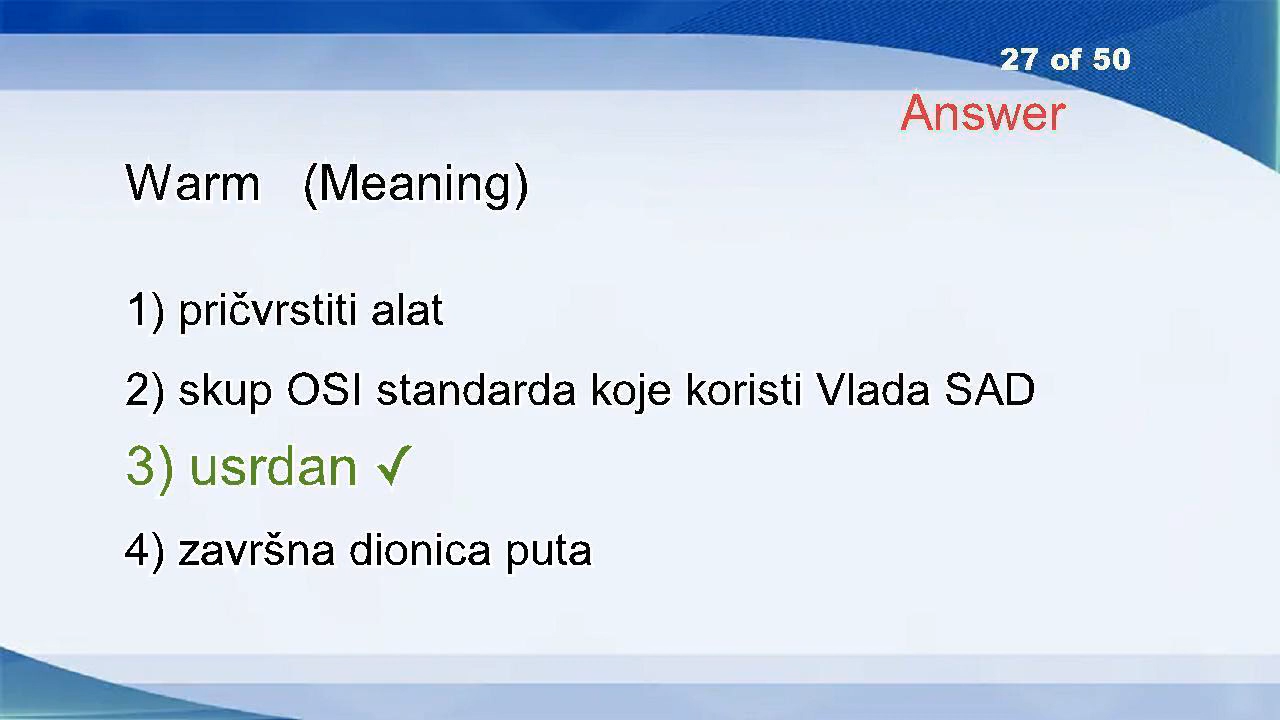 27 of 50
Answer
Warm (Meaning)
1) pričvrstiti alat
2) skup OSI standarda koje koristi Vlada SAD
3) usrdan ✓
4) završna dionica puta